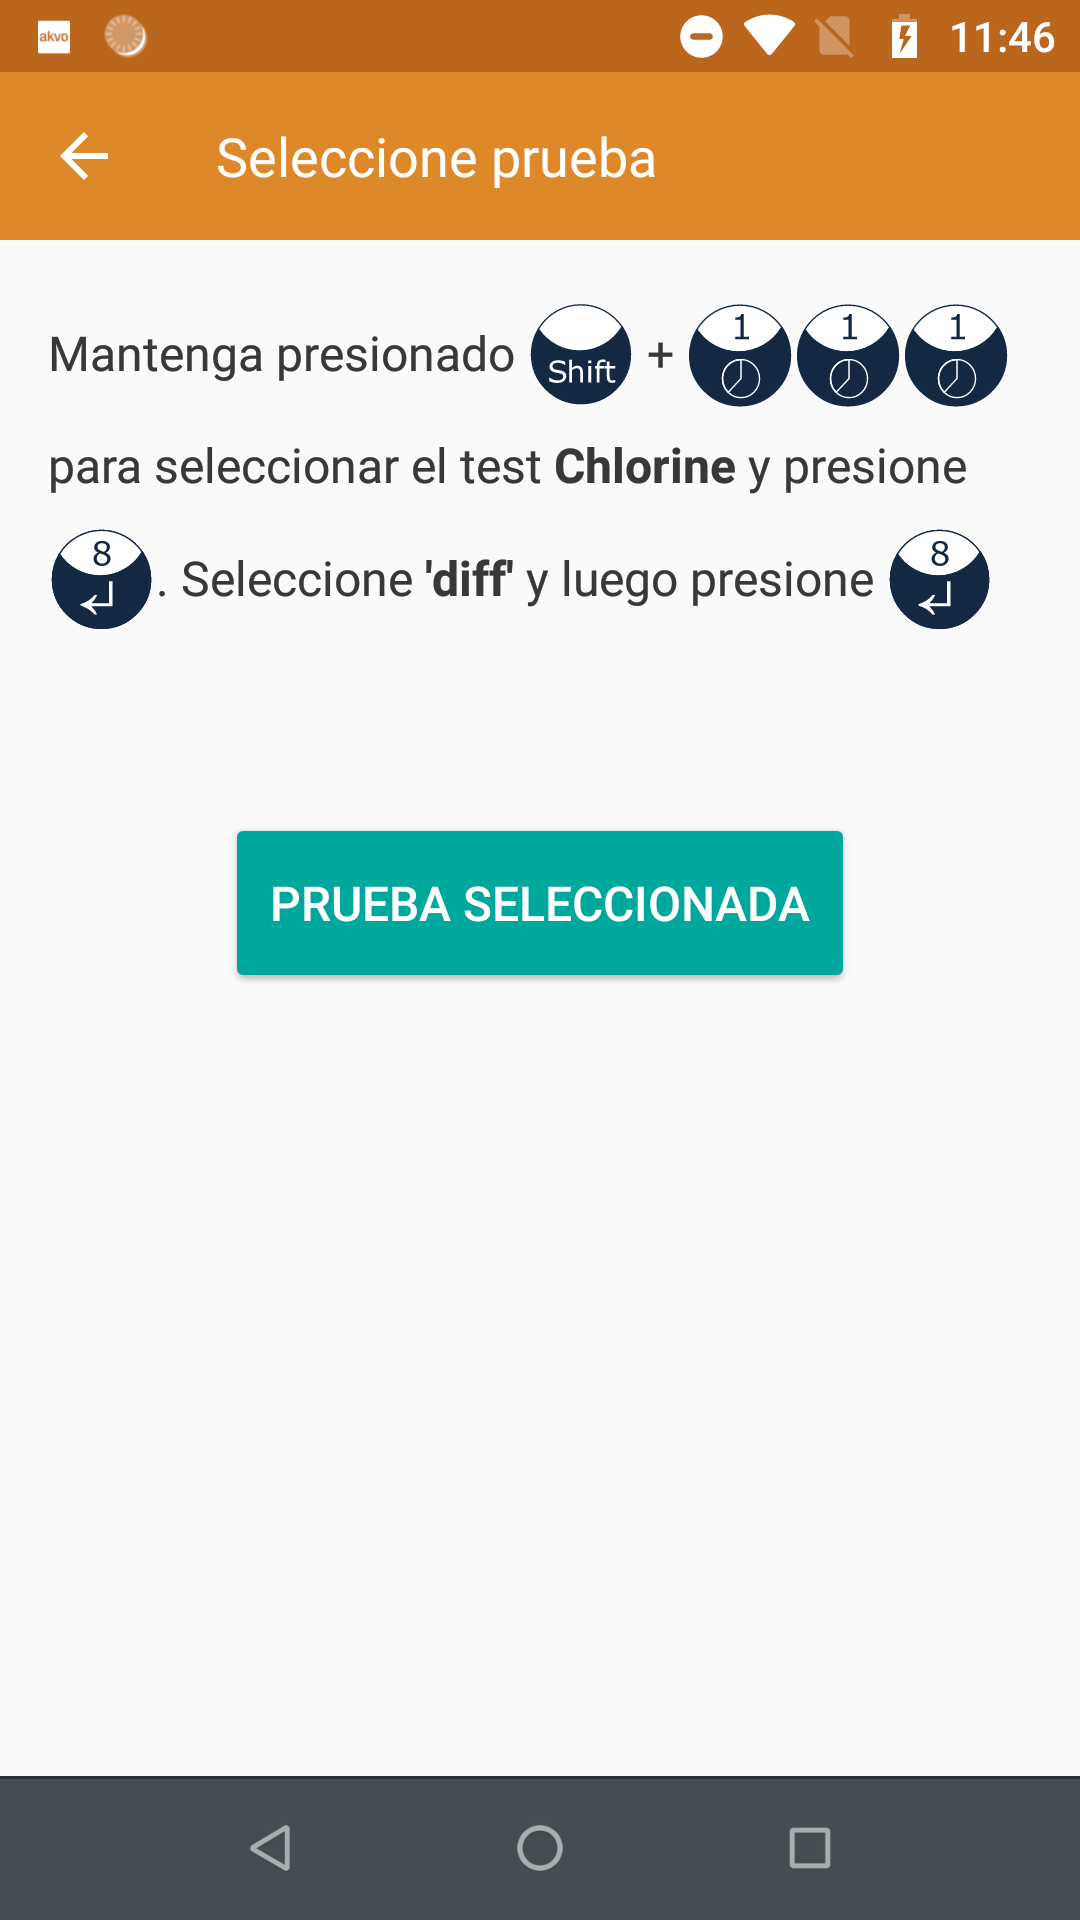 akvo 11:46
Seleccione prueba
Mantenga presionado Shift + 1 1 1
para seleccionar el test Chlorine y presione
8 . Seleccione 'diff' y luego presione 8
PRUEBA SELECCIONADA